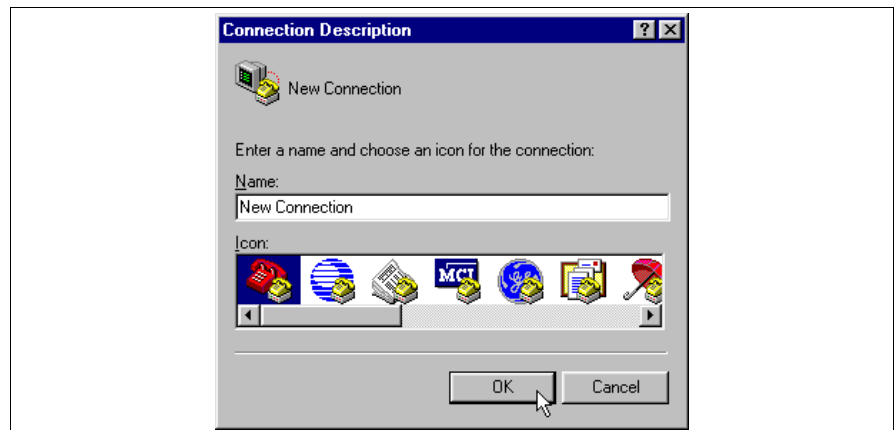 Connection Description
New Connection
Enter a name and choose an icon for the connection:
Name:
New Connection
Icon:
MCI
OK Cancel